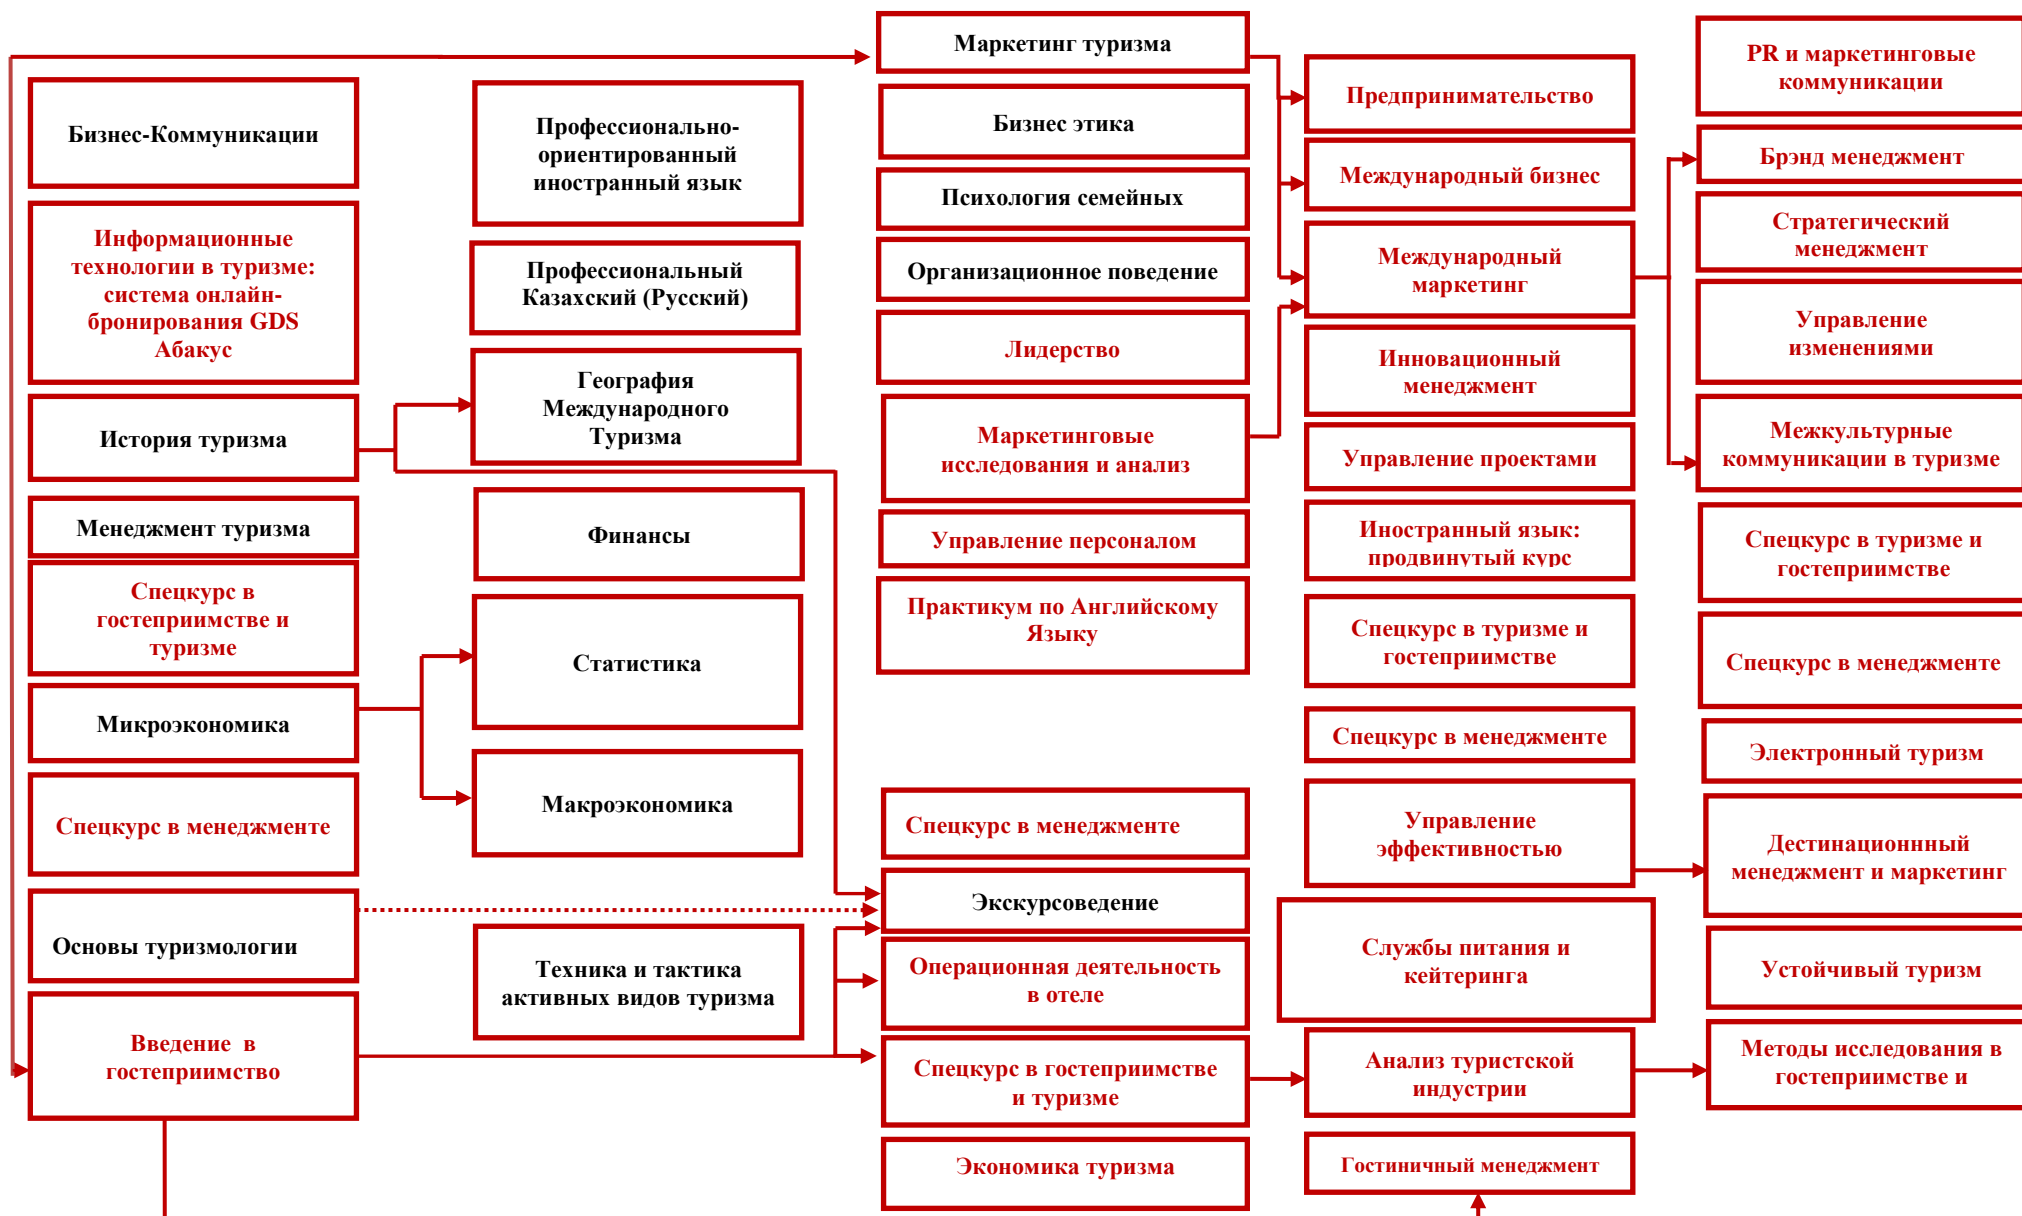 Бизнес-Коммуникации
Информационные
технологии в туризме:
система онлайн-
бронирования GDS
Абакус
История туризма
Менеджмент туризма
Спецкурс в
гостеприимстве и
туризме
Микроэкономика
Спецкурс в менеджменте
Основы туризмологии
Введение в
гостеприимство
Профессионально-
ориентированный
иностранный язык
Профессиональный
Казахский (Русский)
География
Международного
Туризма
Финансы
Статистика
Макроэкономика
Техника и тактика
активных видов туризма
Маркетинг туризма
Бизнес этика
Психология семейных
Организационное поведение
Лидерство
Маркетинговые
исследования и анализ
Управление персоналом
Практикум по Английскому
Языку
Спецкурс в менеджменте
Экскурсоведение
Операционная деятельность
в отеле
Спецкурс в гостеприимстве
и туризме
Экономика туризма
Предпринимательство
Международный бизнес
Международный
маркетинг
Инновационный
менеджмент
Управление проектами
Иностранный язык:
продвинутый курс
Спецкурс в туризме и
гостеприимстве
Спецкурс в менеджменте
Управление
эффективностью
Службы питания и
кейтеринга
Анализ туристской
индустрии
Гостиничный менеджмент
PR и маркетинговые
коммуникации
Брэнд менеджмент
Стратегический
менеджмент
Управление
изменениями
Межкультурные
коммуникации в туризме
Спецкурс в туризме и
гостеприимстве
Спецкурс в менеджменте
Электронный туризм
Дестинационнный
менеджмент и маркетинг
Устойчивый туризм
Методы исследования в
гостеприимстве и